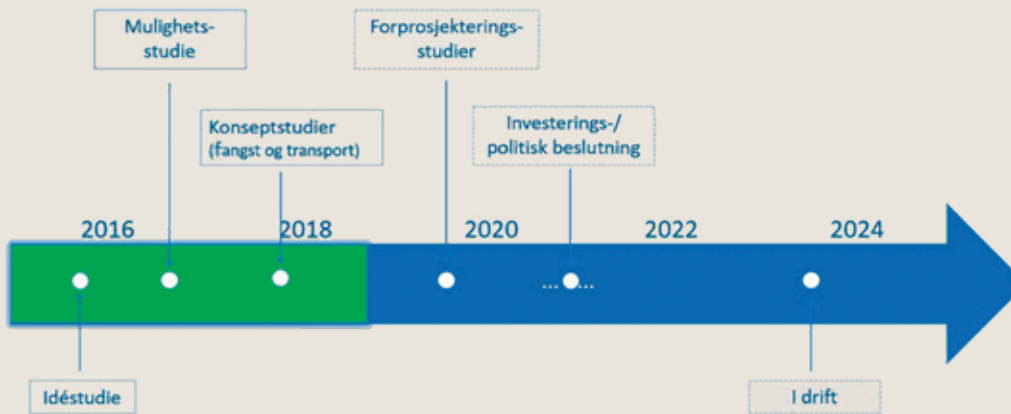 Mulighets-
studie
Forprosjekterings-
studier
Konseptstudier
(fangst og transport)
Investerings-/
politisk beslutning
2016
2018
2020
2022
2024
... ...
Idéstudie
I drift